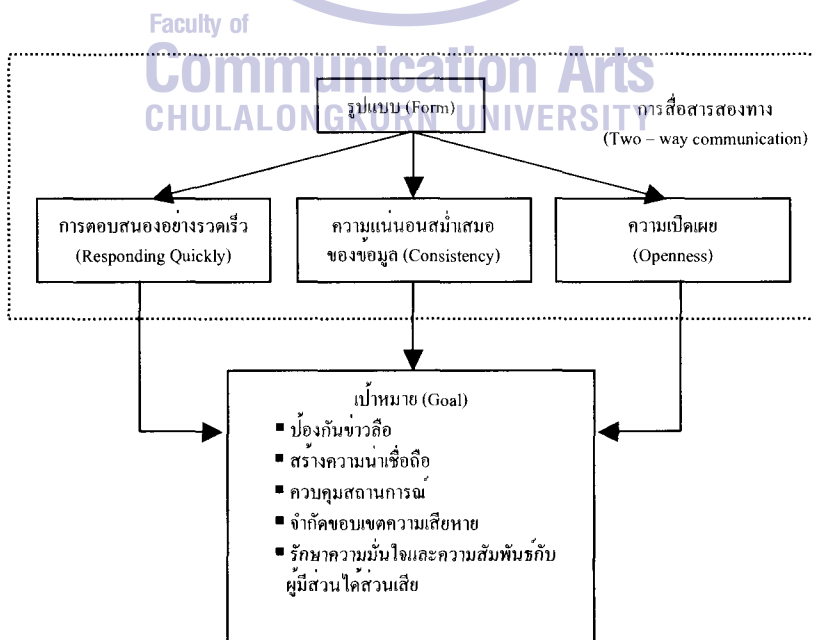 Faculty of
Communication Arts
CHULALONGKORN UNIVERSITY
รูปแบบ (Form)
การสื่อสารสองทาง
(Two – way communication)
การตอบสนองอย่างรวดเร็ว
(Responding Quickly)
ความแน่นอนสม่ำเสมอ
ของข้อมูล (Consistency)
ความเปิดเผย
(Openness)
เป้าหมาย (Goal)
▪ ป้องกันข่าวลือ
▪ สร้างความน่าเชื่อถือ
▪ ควบคุมสถานการณ์
▪ จำกัดขอบเขตความเสียหาย
▪ รักษาความมั่นใจและความสัมพันธ์กับ
ผู้มีส่วนได้ส่วนเสีย